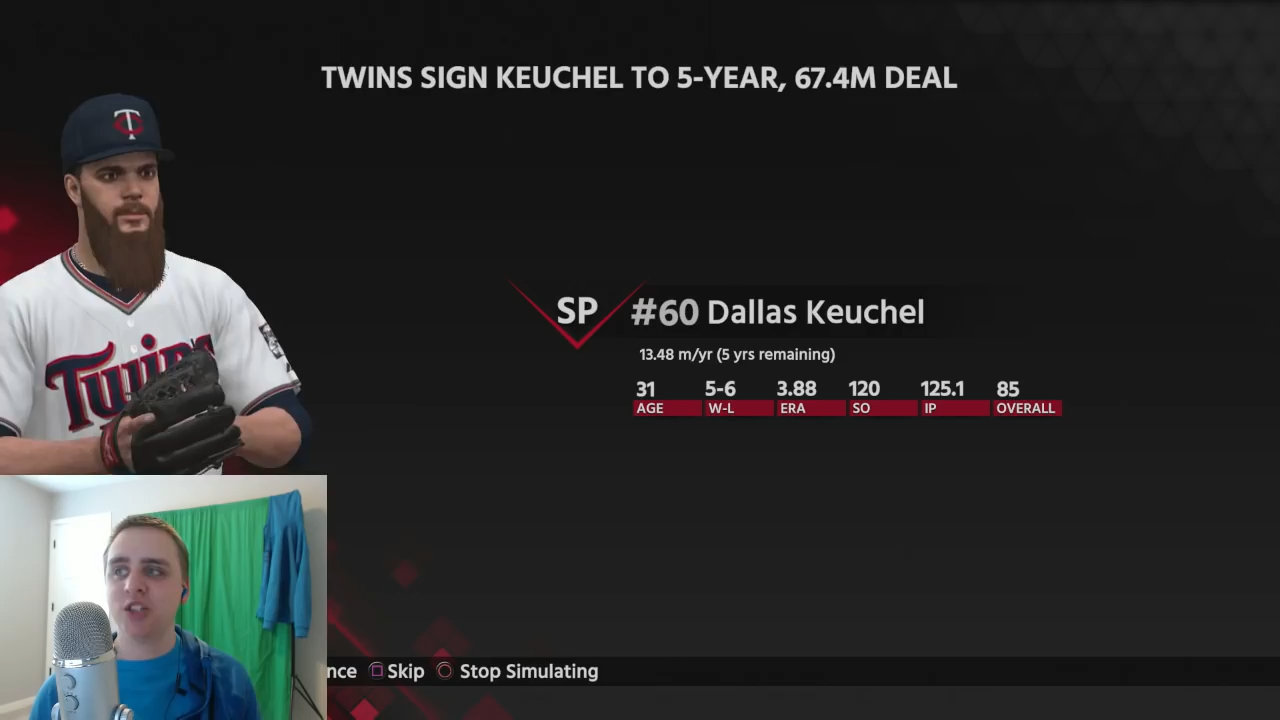 TWINS SIGN KEUCHEL TO 5-YEAR, 67.4M DEAL
T C
Twins
SP #60 Dallas Keuchel
13.48 m/yr (5 yrs remaining)
31 5-6 3.88 120 125.1 85
AGE W-L ERA SO IP OVERALL
nce Skip Stop Simulating